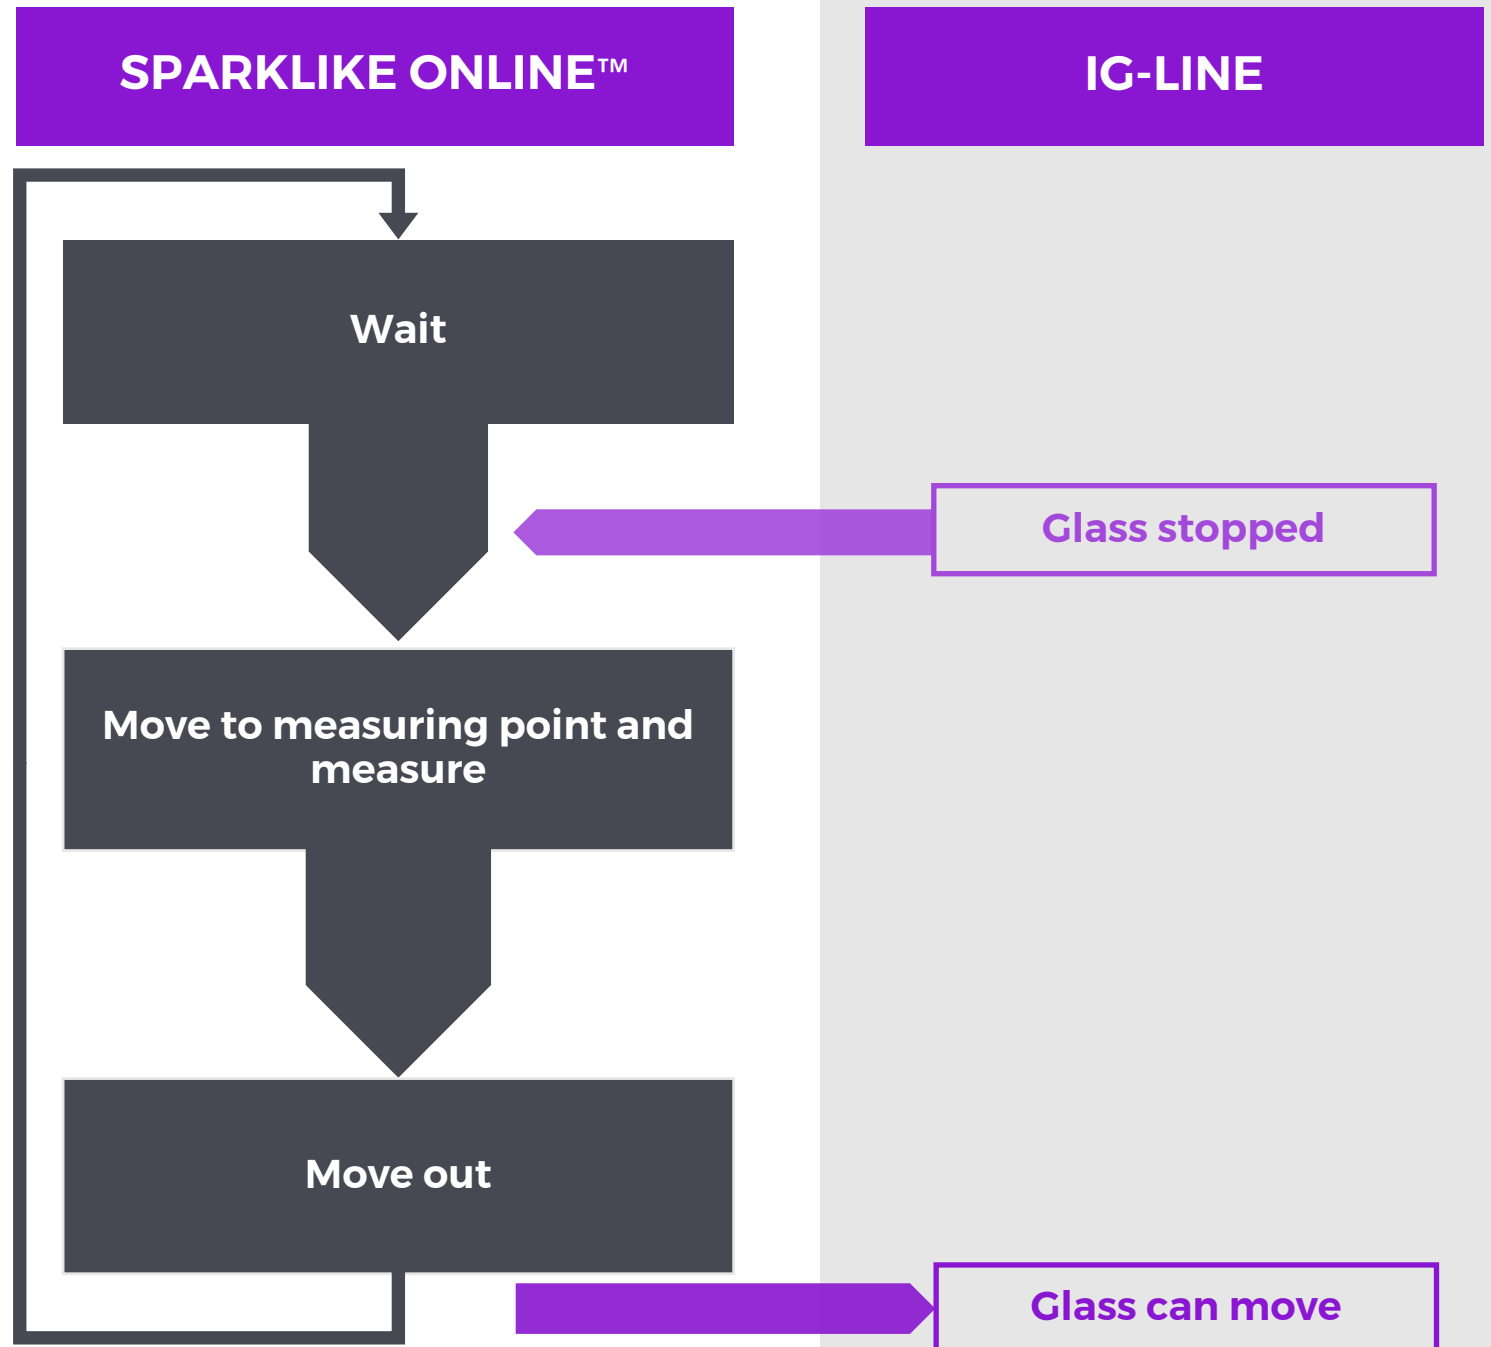 SPARKLIKE ONLINE™
IG-LINE
Wait
Glass stopped
Move to measuring point and
measure
Move out
Glass can move